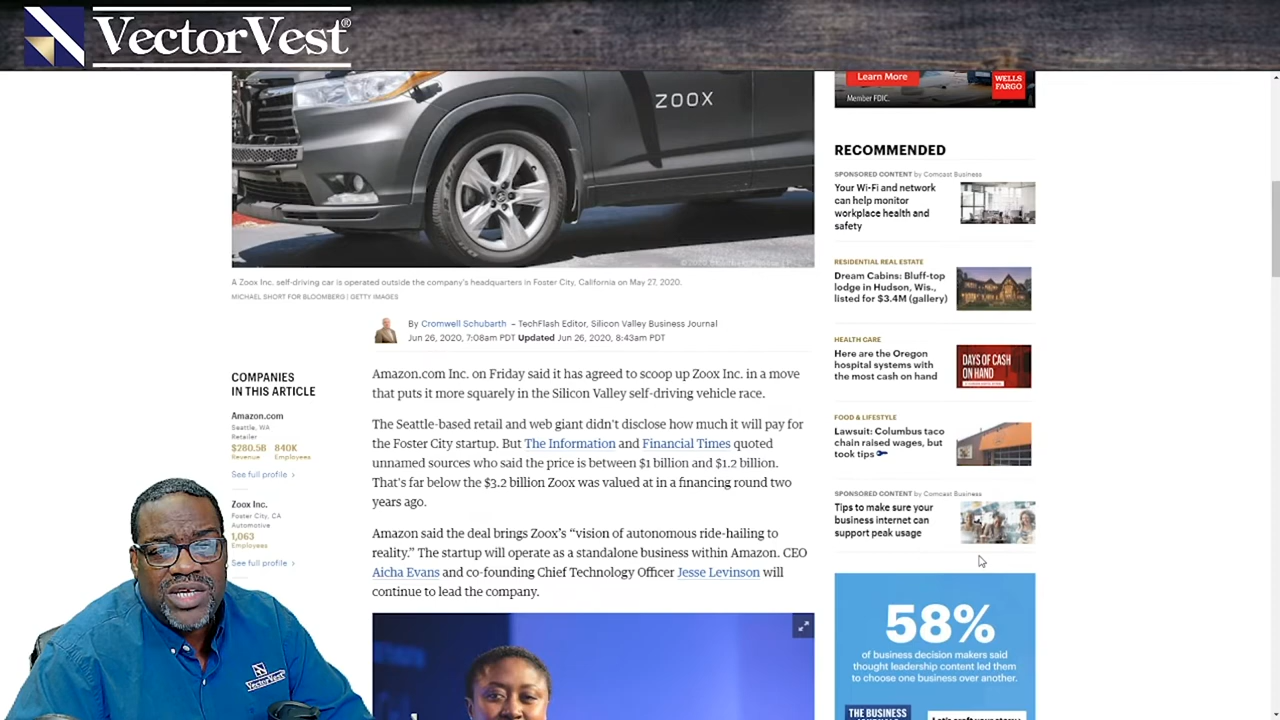 VectorVest®
ZOOX
Learn More
WELLS
FARGO
Member FDIC.
A Zoox Inc. self-driving car is operated outside the company's headquarters in Foster City, California on May 27, 2020.
MICHAEL SHORT FOR BLOOMBERG | GETTY IMAGES
By Cromwell Schubarth – TechFlash Editor, Silicon Valley Business Journal
Jun 26, 2020, 7:08am PDT Updated Jun 26, 2020, 8:43am PDT
COMPANIES
IN THIS ARTICLE
Amazon.com
Seattle, WA
Retailer
$280.5B 840K
Revenue Employees
See full profile >
Zoox Inc.
Foster City, CA
Automotive
1,063
Employees
See full profile >
Amazon.com Inc. on Friday said it has agreed to scoop up Zoox Inc. in a move
that puts it more squarely in the Silicon Valley self-driving vehicle race.
The Seattle-based retail and web giant didn't disclose how much it will pay for
the Foster City startup. But The Information and Financial Times quoted
unnamed sources who said the price is between $1 billion and $1.2 billion.
That's far below the $3.2 billion Zoox was valued at in a financing round two
years ago.
Amazon said the deal brings Zoox's “vision of autonomous ride-hailing to
reality.” The startup will operate as a standalone business within Amazon. CEO
Aicha Evans and co-founding Chief Technology Officer Jesse Levinson will
continue to lead the company.
RECOMMENDED
SPONSORED CONTENT by Comcast Business
Your Wi-Fi and network
can help monitor
workplace health and
safety
RESIDENTIAL REAL ESTATE
Dream Cabins: Bluff-top
lodge in Hudson, Wis.,
listed for $3.4M (gallery)
HEALTH CARE
Here are the Oregon
hospital systems with
the most cash on hand
DAYS OF CASH
ON HAND
FOOD & LIFESTYLE
Lawsuit: Columbus taco
chain raised wages, but
took tips
SPONSORED CONTENT by Comcast Business
Tips to make sure your
business internet can
support peak usage
58%
of business decision makers said
thought leadership content led them
to choose one business over another.
THE BUSINESS
VectorVest